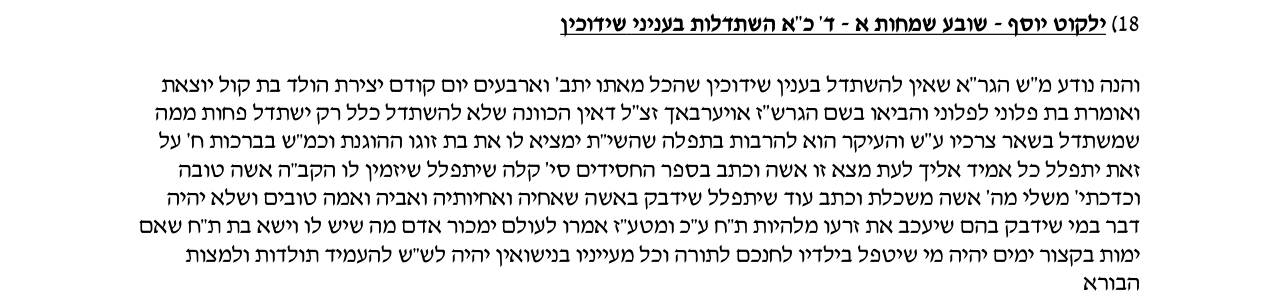 18) ילקוט יוסף - שובע שמחות א - ד' כ"א השתדלות בעניני שידוכין
והנה נודע מ"ש הגר"א שאין להשתדל בענין שידוכין שהכל מאתו יתב' וארבעים יום קודם יצירת הולד בת קול יוצאת
ואומרת בת פלוני לפלוני והביאו בשם הגרש"ז אויערבאך זצ"ל דאין הכוונה שלא להשתדל כלל רק ישתדל פחות ממה
שמשתדל בשאר צרכיו ע"ש והעיקר הוא להרבות בתפלה שהשי"ת ימציא לו את בת זוגו ההוגנת וכמ"ש בברכות ח' על
זאת יתפלל כל אמיד אליך לעת מצא זו אשה וכתב בספר החסידים סי' קלה שיתפלל שיזמין לו הקב"ה אשה טובה
וכדכתי' משלי מה' אשה משכלת וכתב עוד שיתפלל שידבק באשה שאחיה ואחיותיה ואביה ואמה טובים ושלא יהיה
דבר במי שידבק בהם שיעכב את זרעו מלהיות ת"ח ע"כ ומטע"ז אמרו לעולם ימכור אדם מה שיש לו וישא בת ת"ח שאם
ימות בקצור ימים יהיה מי שיטפל בילדיו לחנכם לתורה וכל מעייניו בנישואין יהיה לש"ש להעמיד תולדות ולמצות
הבורא